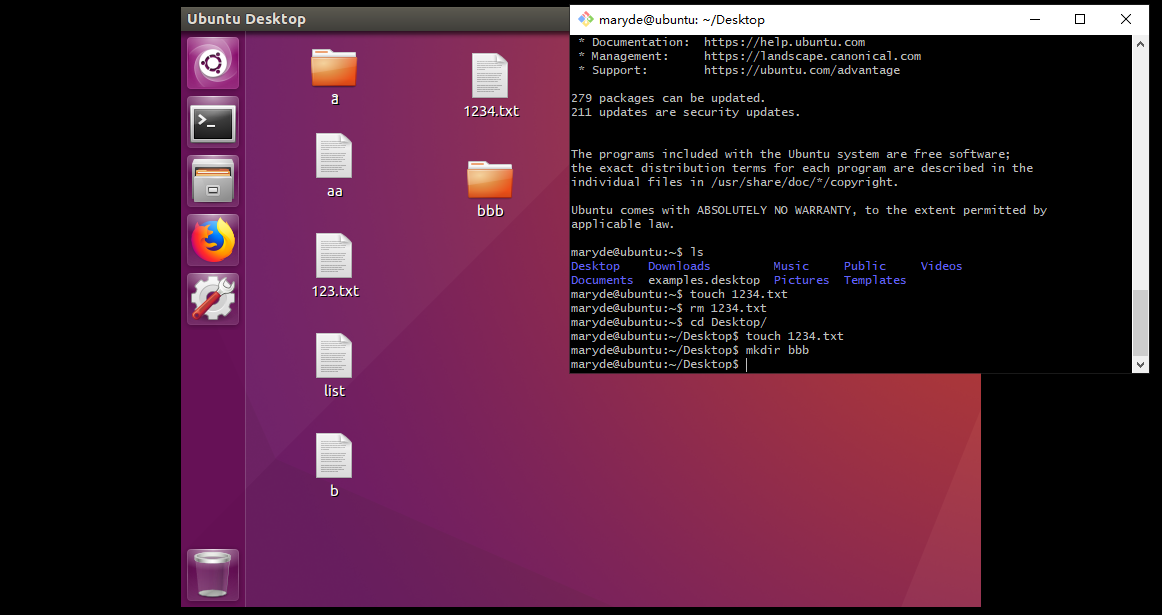 Ubuntu Desktop
a
aa
123.txt
list
b
1234.txt
bbb
maryde@ubuntu: ~/Desktop
 * Documentation:  https://help.ubuntu.com
 * Management:     https://landscape.canonical.com
 * Support:        https://ubuntu.com/advantage
279 packages can be updated.
211 updates are security updates.
The programs included with the Ubuntu system are free software;
the exact distribution terms for each program are described in the
individual files in /usr/share/doc/*/copyright.
Ubuntu comes with ABSOLUTELY NO WARRANTY, to the extent permitted by
applicable law.
maryde@ubuntu:~$ ls
Desktop    Downloads         Music     Public     Videos
Documents  examples.desktop  Pictures  Templates
maryde@ubuntu:~$ touch 1234.txt
maryde@ubuntu:~$ rm 1234.txt
maryde@ubuntu:~$ cd Desktop/
maryde@ubuntu:~/Desktop$ touch 1234.txt
maryde@ubuntu:~/Desktop$ mkdir bbb
maryde@ubuntu:~/Desktop$